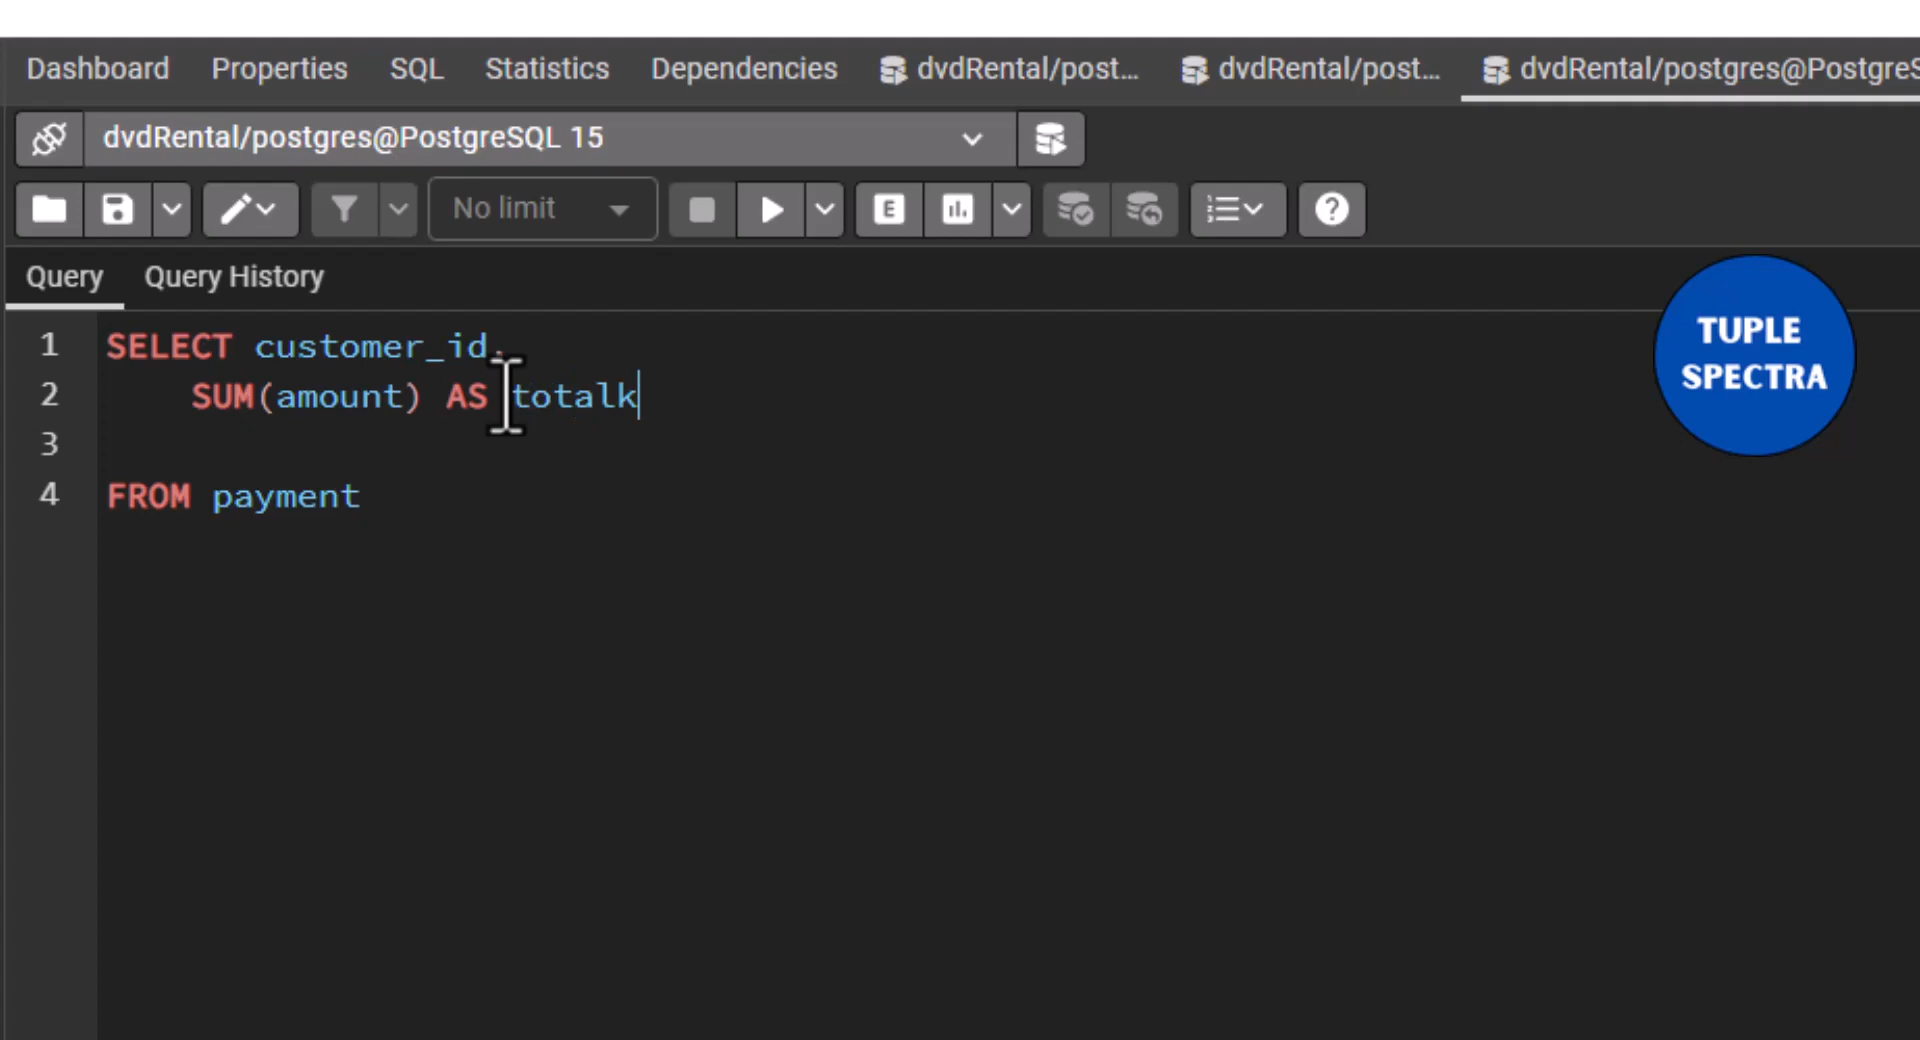 Dashboard Properties SQL Statistics Dependencies dvdRental/post... dvdRental/post... dvdRental/postgres@PostgreS
dvdRental/postgres@PostgreSQL 15
No limit E
Query Query History
TUPLE
SPECTRA
1 SELECT customer_id,
2 SUM(amount) AS totalk
3
4 FROM payment